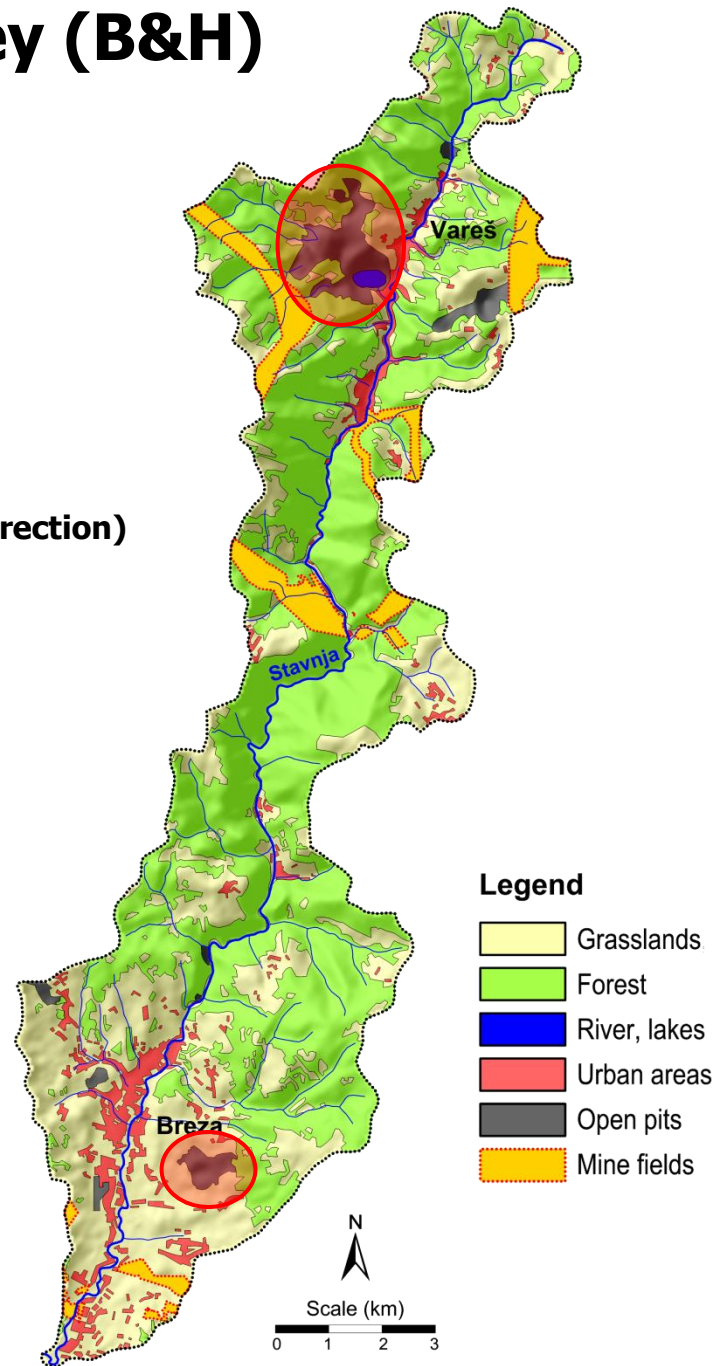 ey (B&H)
Vareš
rection)
Stavnja
Breza
Legend
Grasslands
Forest
River, lakes
Urban areas
Open pits
Mine fields
N
Scale (km)
0 1 2 3